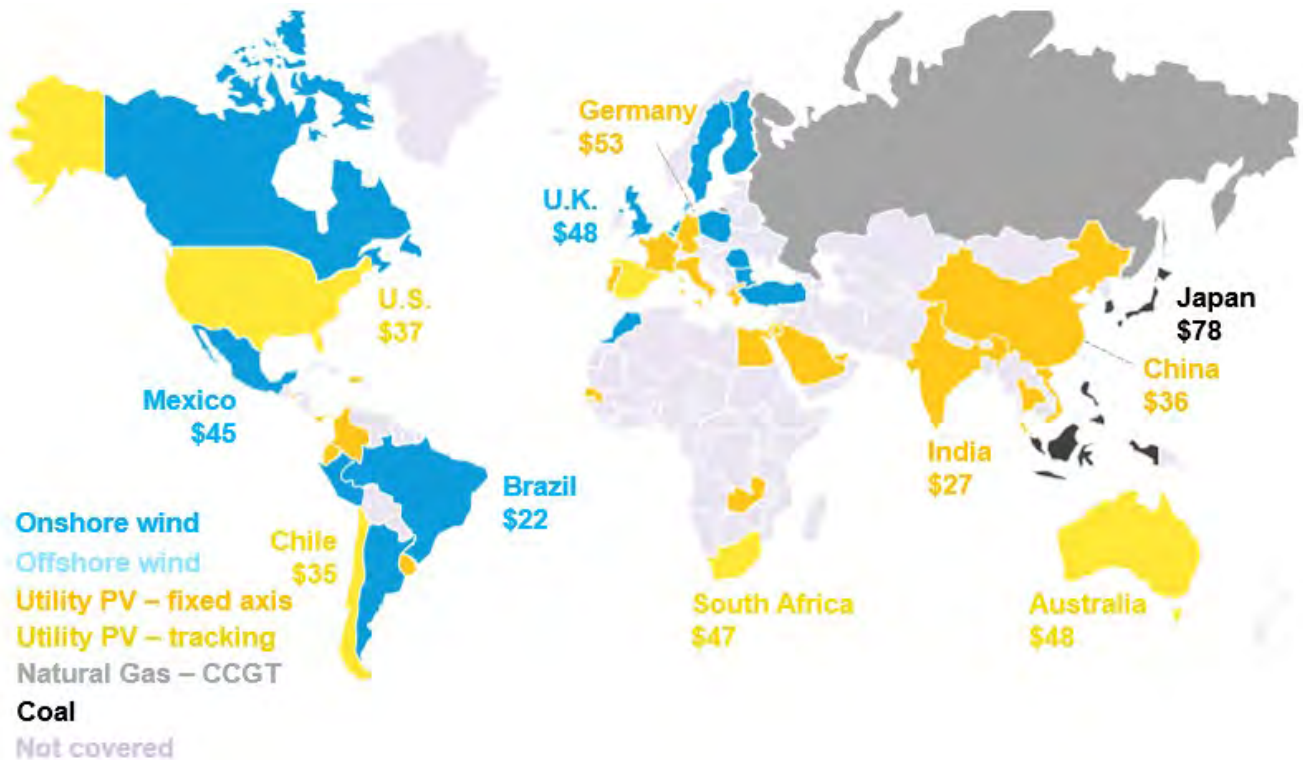 Germany
$53
U.K.
$48
U.S.
$37
Japan
$78
China
$36
Mexico
$45
India
$27
Brazil
$22
Chile
$35
South Africa
$47
Australia
$48
Onshore wind
Offshore wind
Utility PV – fixed axis
Utility PV – tracking
Natural Gas – CCGT
Coal
Not covered